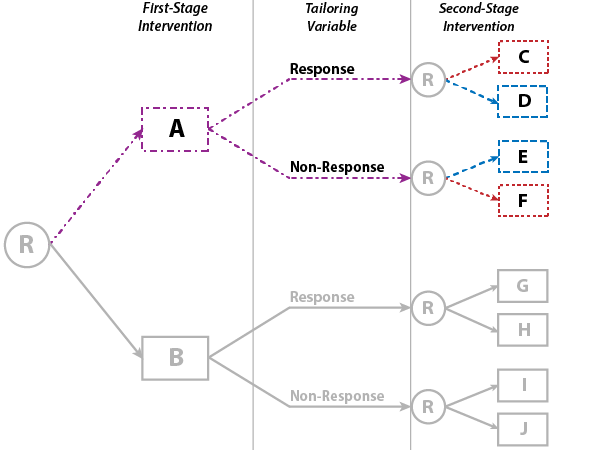 First-Stage
Intervention
Tailoring
Variable
Second-Stage
Intervention
Response
R
C
D
A
Non-Response
R
E
F
R
Response
R
G
H
B
Non-Response
R
I
J